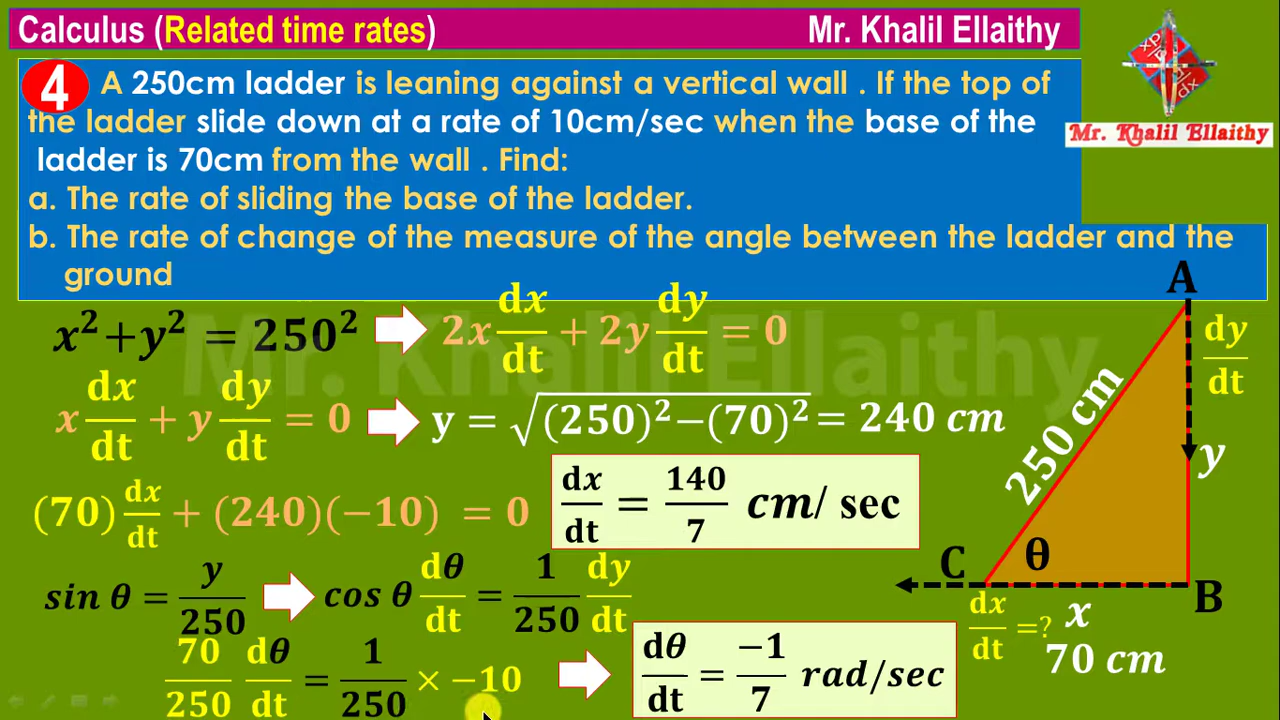 Calculus (Related time rates) Mr. Khalil Ellaithy
Mr. Khalil Ellaithy
4 A 250cm ladder is leaning against a vertical wall . If the top of
the ladder slide down at a rate of 10cm/sec when the base of the
ladder is 70cm from the wall . Find:
a. The rate of sliding the base of the ladder.
b. The rate of change of the measure of the angle between the ladder and the
ground
x² + y² = 250² ⇨ 2x dx/dt + 2y dy/dt = 0
x dx/dt + y dy/dt = 0 ⇨ y = √((250)² − (70)²) = 240 cm
(70) dx/dt + (240)(−10) = 0
dx/dt = 140/7 cm/ sec
sin θ = y/250 ⇨ cos θ dθ/dt = 1/250 dy/dt
70/250 dθ/dt = 1/250 × −10 ⇨ dθ/dt = −1/7 rad/sec
A
dy/dt
250 cm
y
C
θ
B
dx/dt =? x
70 cm
Mr. Khalil Ellaithy